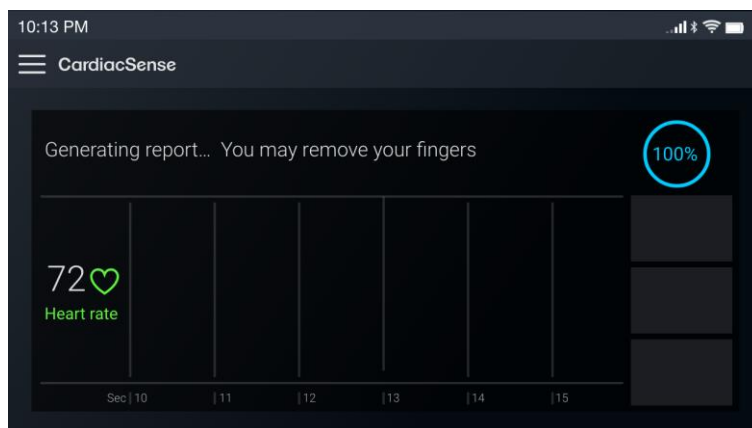 10:13 PM
CardiacSense
Generating report... You may remove your fingers
100%
72
Heart rate
Sec| 10 |11 |12 |13 |14 |15